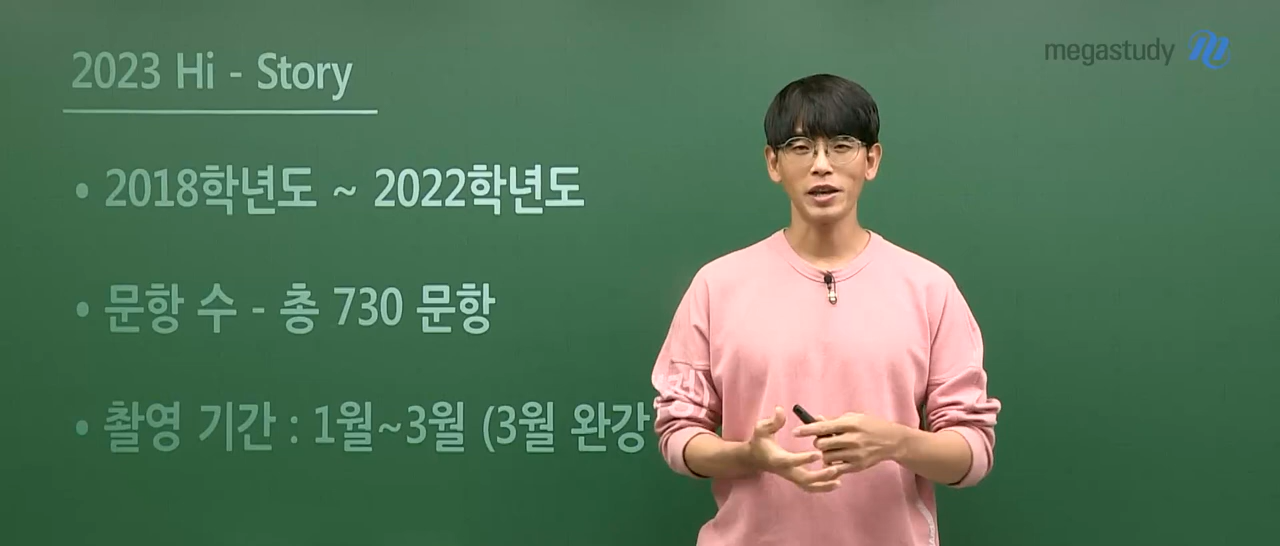 2023 Hi - Story
megastudy
• 2018학년도 ~ 2022학년도
• 문항 수 - 총 730 문항
• 촬영 기간 : 1월~3월 (3월 완강